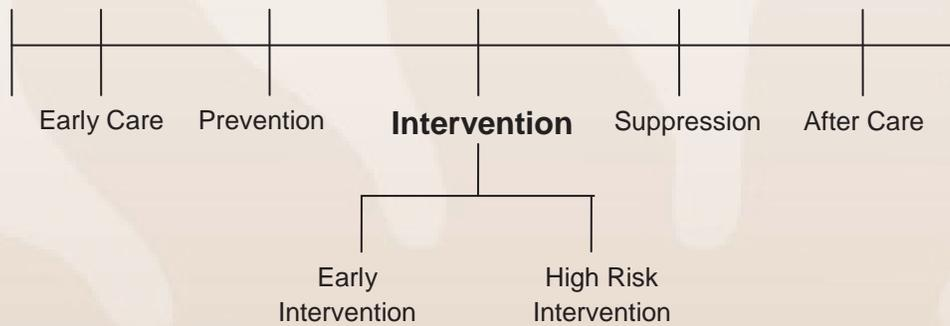 Early Care
Prevention
Intervention
Suppression
After Care
Early
Intervention
High Risk
Intervention